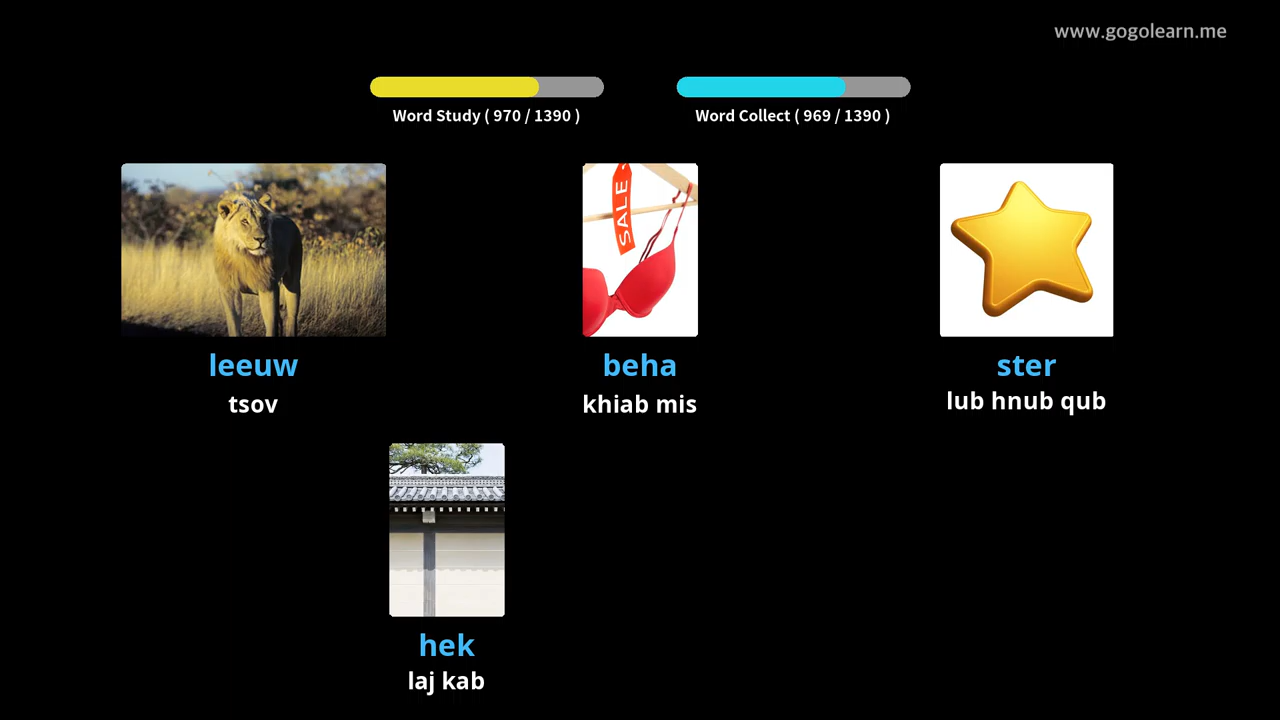 www.gogolearn.me
Word Study ( 970 / 1390 )
Word Collect ( 969 / 1390 )
SALE
leeuw
beha
ster
tsov
khiab mis
lub hnub qub
hek
laj kab